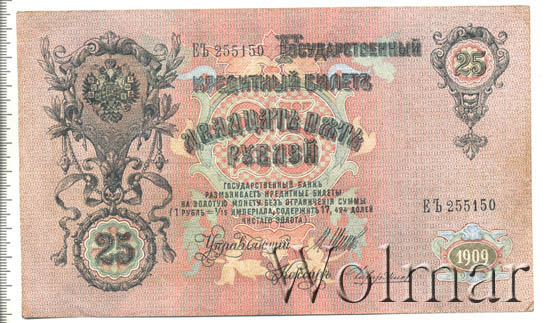 ЕЪ 255150 ГОСУДАРСТВЕННЫЙ
КРЕДИТНЫЙ БИЛЕТЪ
25
ДВАДЦАТЬ ПЯТЬ
РУБЛЕЙ
ГОСУДАРСТВЕННЫЙ БАНКЪ
РАЗМѢНИВАЕТЪ КРЕДИТНЫЕ БИЛЕТЫ
НА ЗОЛОТУЮ МОНЕТУ БЕЗЪ ОГРАНИЧЕНІЯ СУММЫ
(1 РУБЛЬ = 1/15 ИМПЕРІАЛА, СОДЕРЖИТЪ 17,424 ДОЛЕЙ
ЧИСТАГО ЗОЛОТА).
ЕЪ 255150
25
Управляющій
1909
Кассиръ
Wolmar